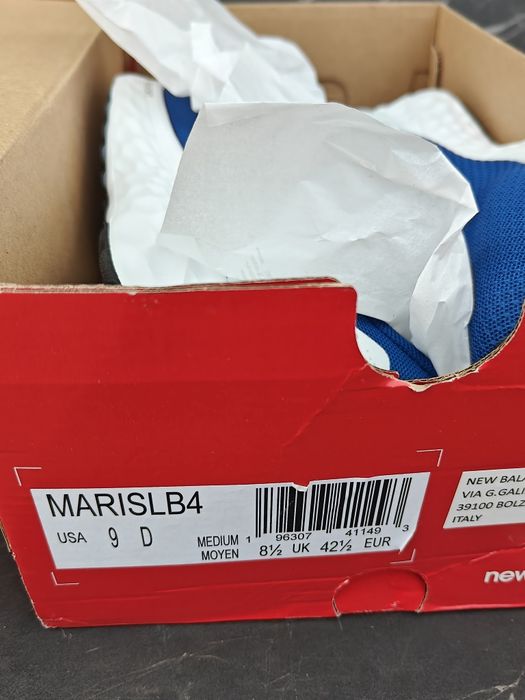 MARISLB4
USA 9 D MEDIUM
MOYEN
1 96307 41149 3
8½ UK 42½ EUR
NEW BALA
VIA G.GALI
39100 BOLZ
ITALY
new